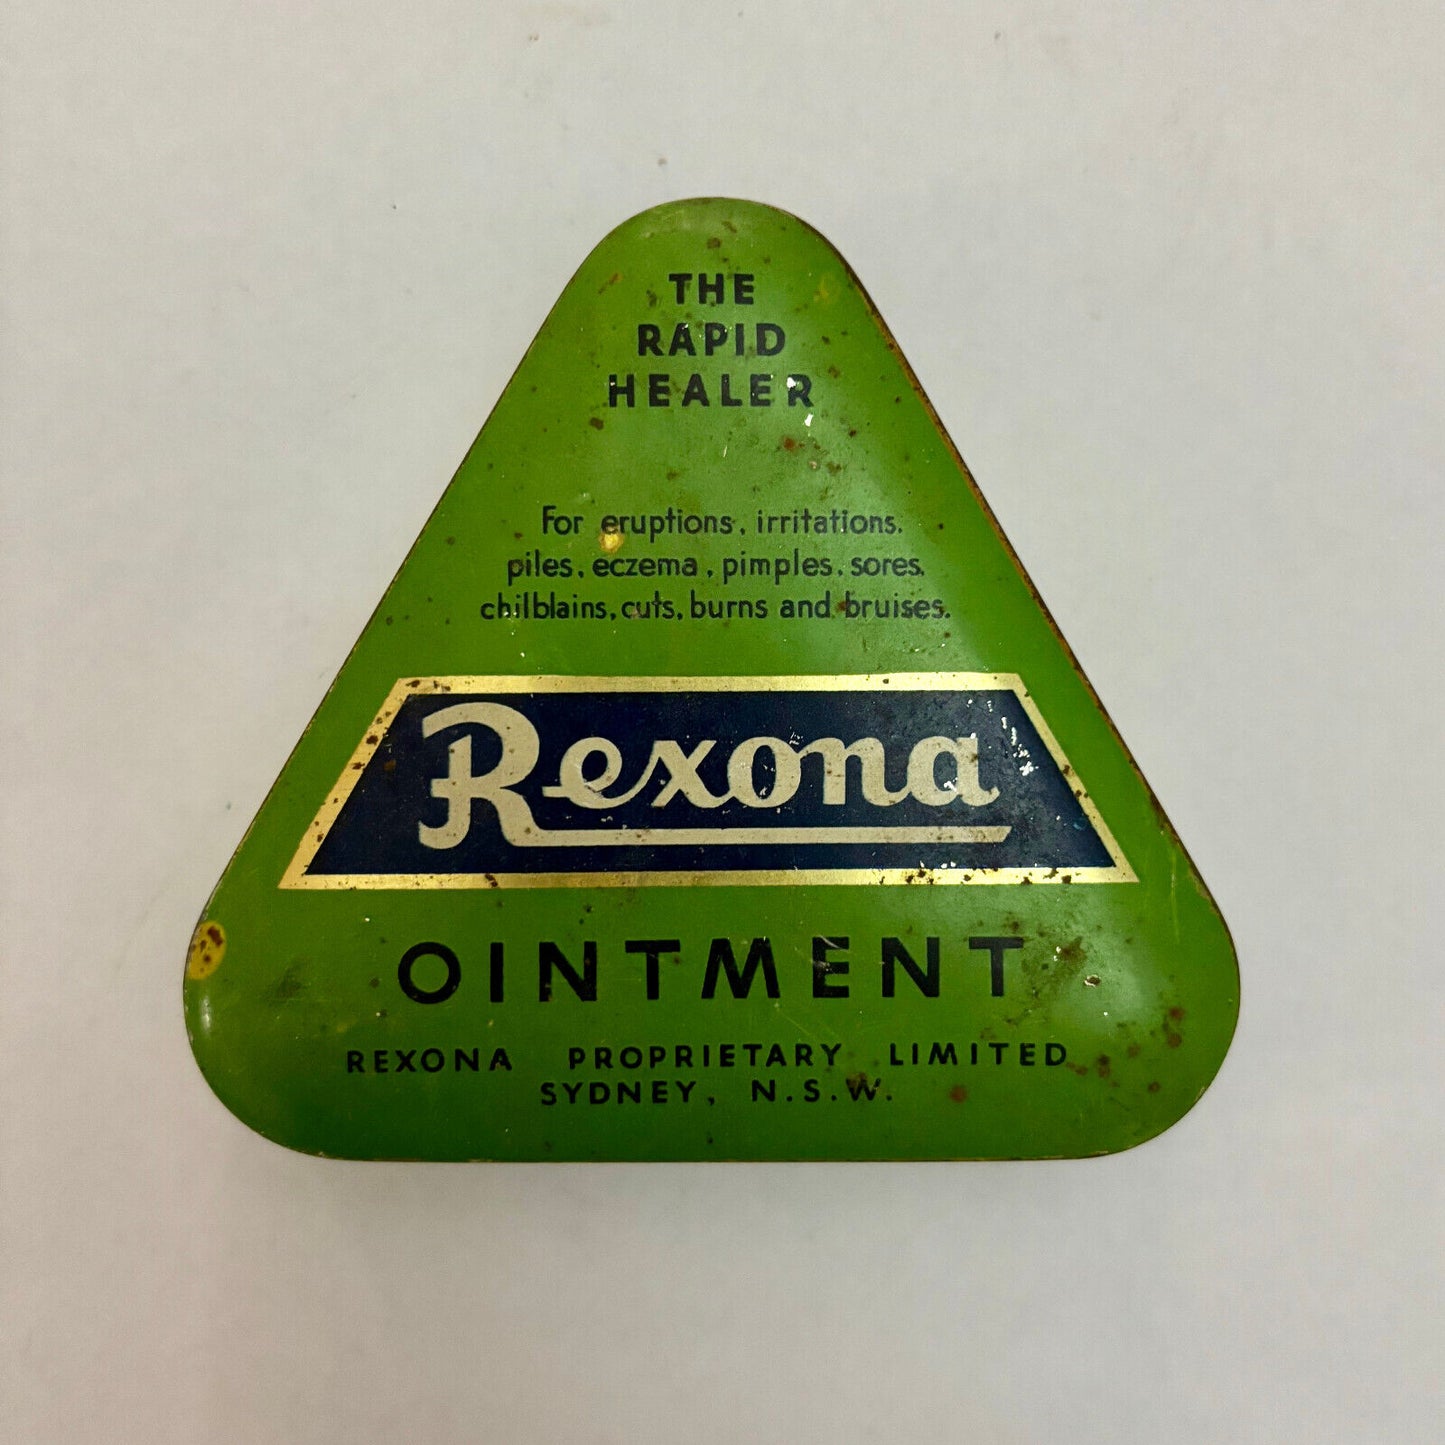 THE
RAPID
HEALER
For eruptions, irritations,
piles, eczema, pimples, sores,
chilblains, cuts, burns and bruises.
Rexona
OINTMENT
REXONA PROPRIETARY LIMITED
SYDNEY, N.S.W.